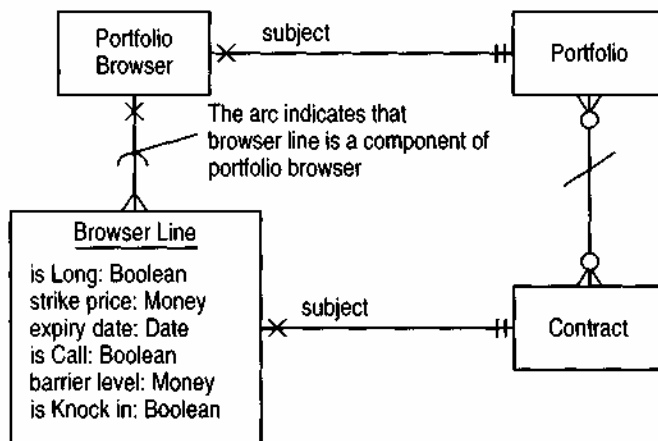 Portfolio
Browser
subject
Portfolio
The arc indicates that
browser line is a component of
portfolio browser
Browser Line
is Long: Boolean
strike price: Money
expiry date: Date
is Call: Boolean
barrier level: Money
is Knock in: Boolean
subject
Contract